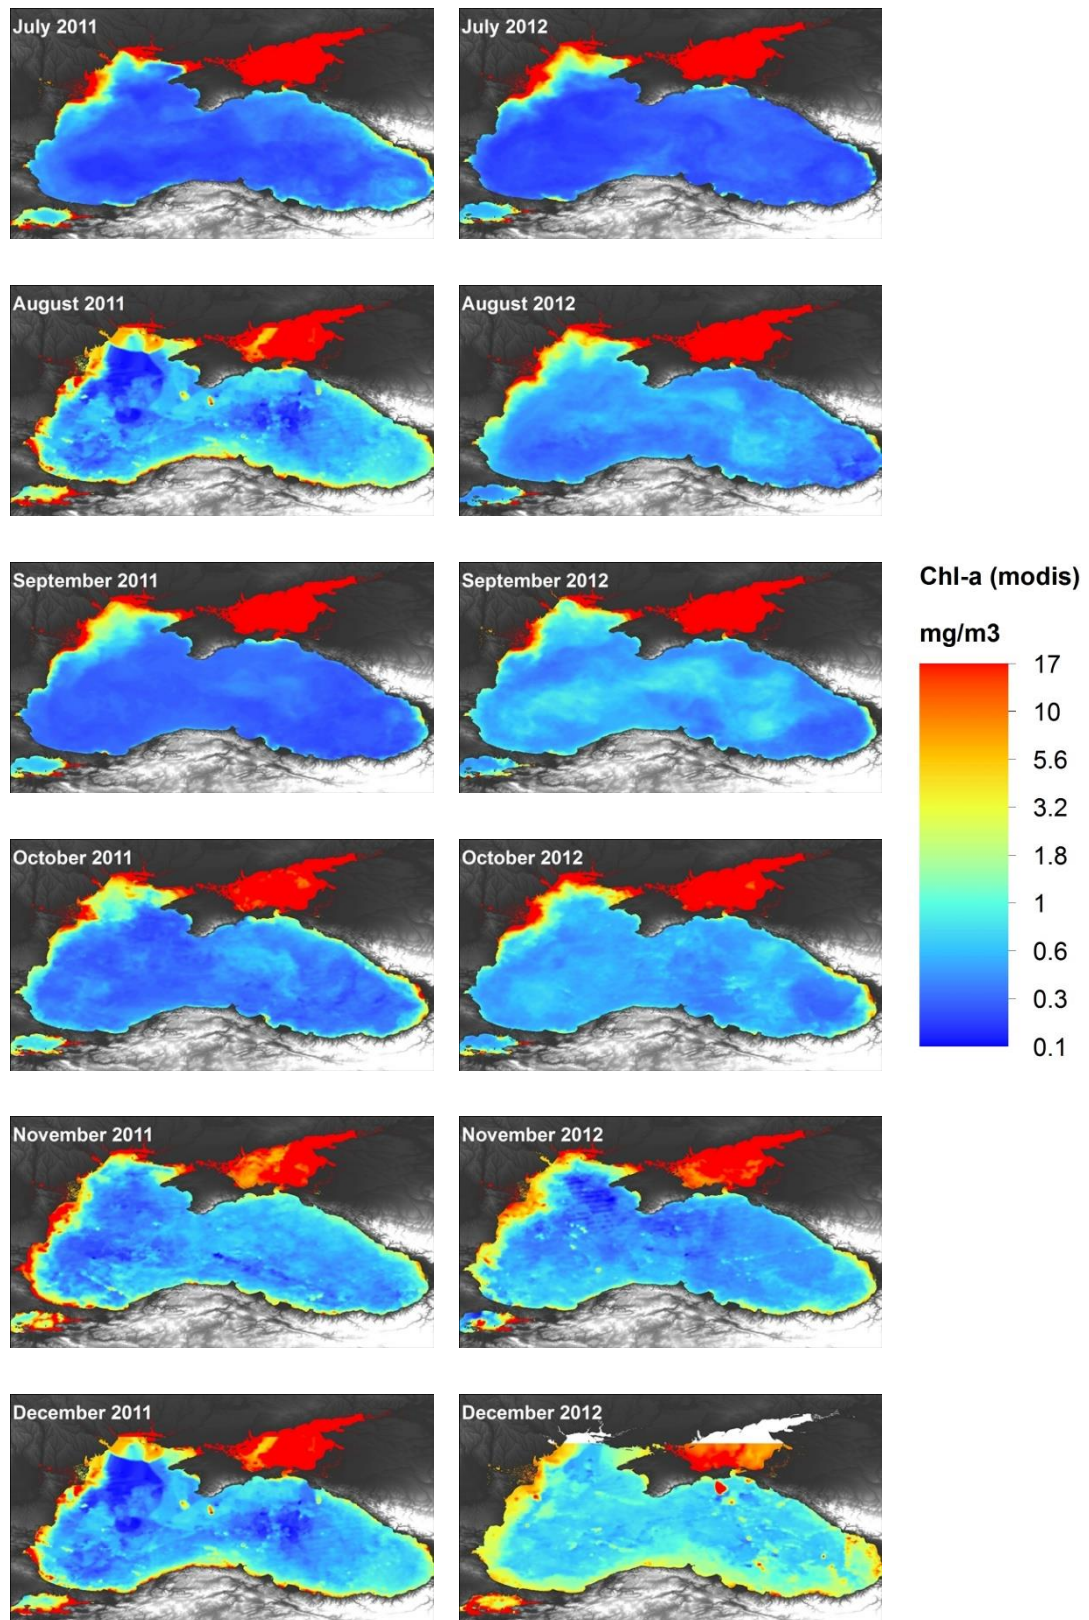 July 2011
July 2012
August 2011
August 2012
September 2011
September 2012
Chl-a (modis)
mg/m3
17
10
5.6
3.2
1.8
1
0.6
0.3
0.1
October 2011
October 2012
November 2011
November 2012
December 2011
December 2012